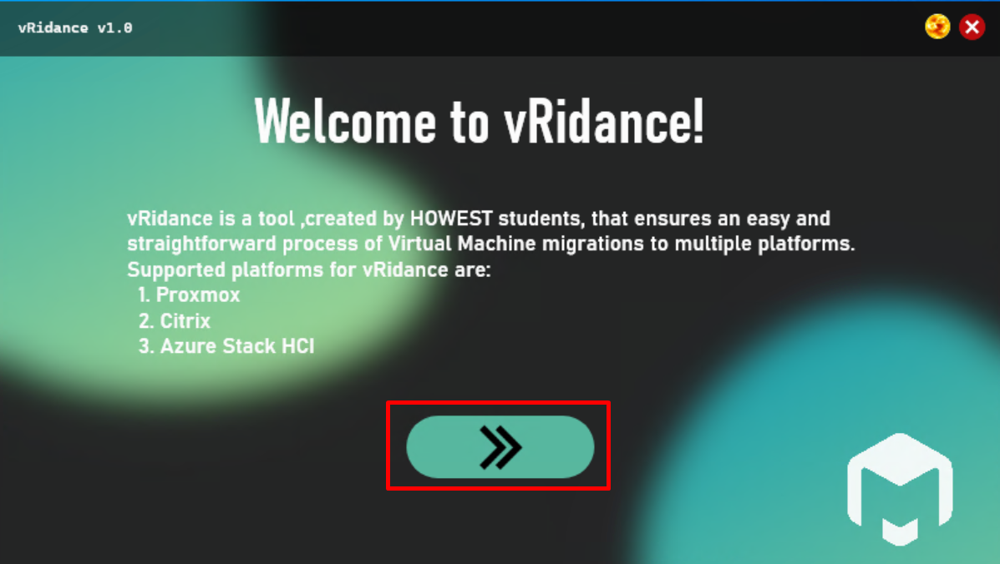 vRidance v1.0
Welcome to vRidance!
vRidance is a tool ,created by HOWEST students, that ensures an easy and
straightforward process of Virtual Machine migrations to multiple platforms.
Supported platforms for vRidance are:
1. Proxmox
2. Citrix
3. Azure Stack HCI